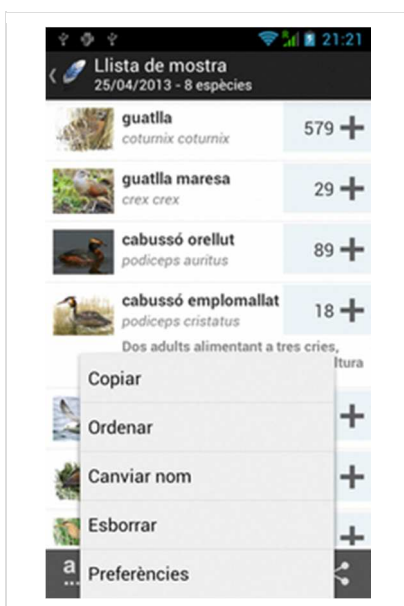 21:21
Llista de mostra
25/04/2013 - 8 espècies
guatlla
coturnix coturnix
579
guatlla maresa
crex crex
29
cabussó orellut
podiceps auritus
89
cabussó emplomallat
podiceps cristatus
18
Dos adults alimentant a tres cries,
ltura
Copiar
Ordenar
Canviar nom
Esborrar
Preferències
a...